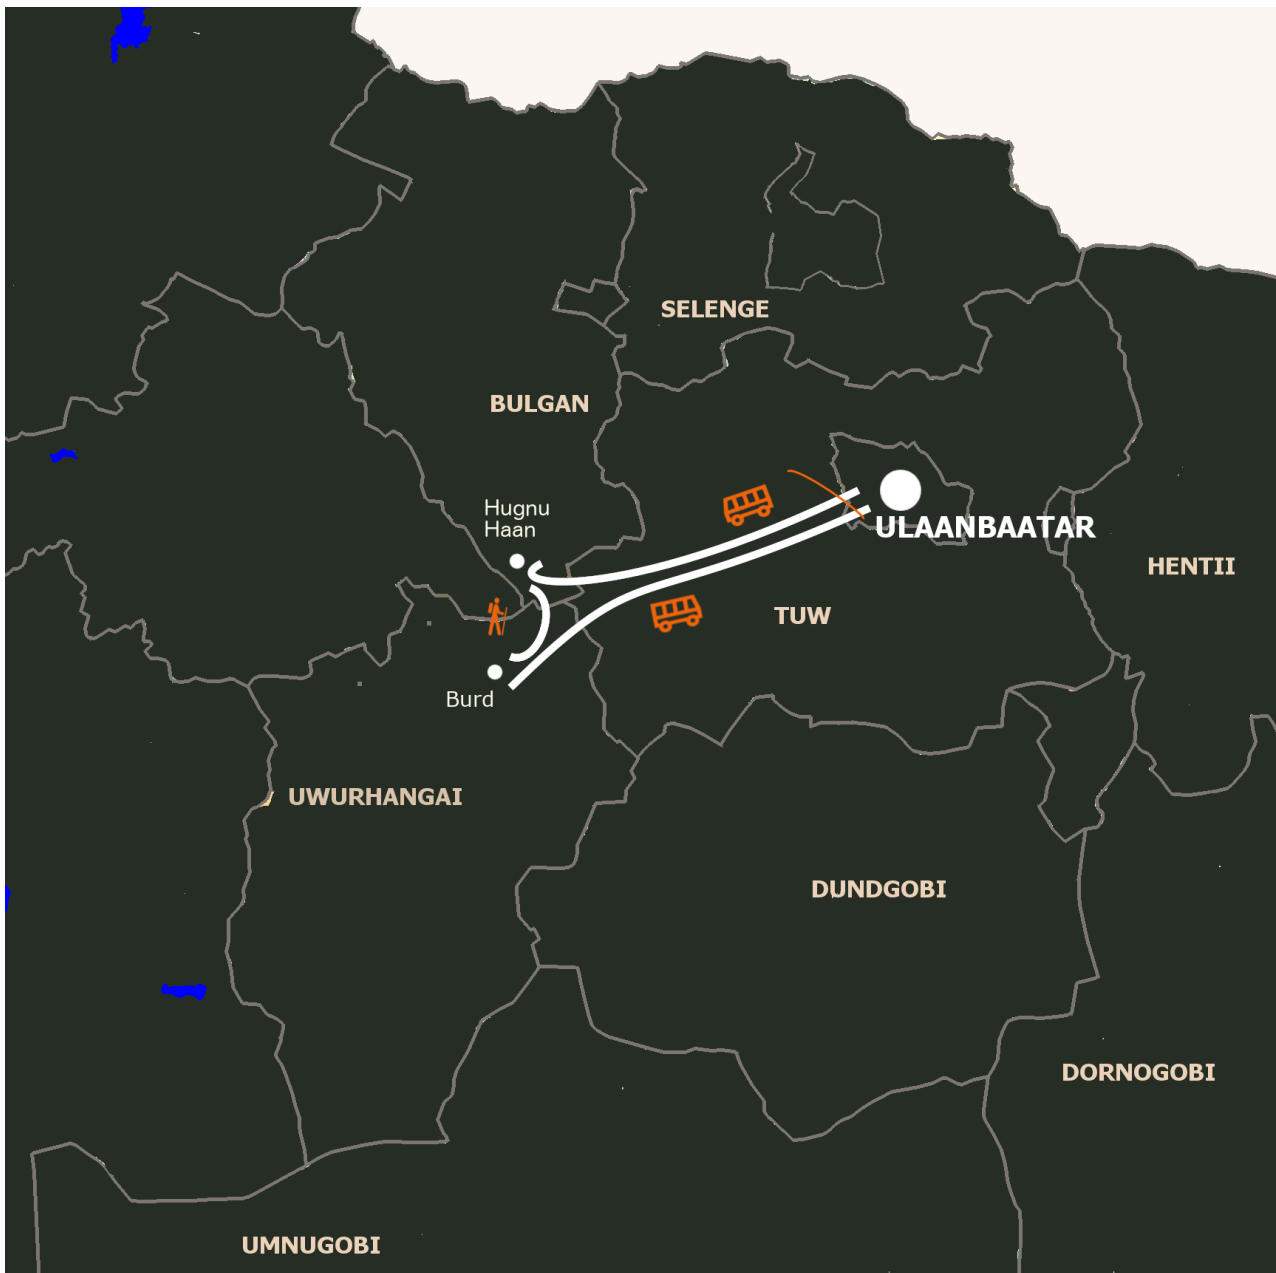 SELENGE
BULGAN
Hugnu
Haan
ULAANBAATAR
HENTII
TUW
Burd
UWURHANGAI
DUNDGOBI
DORNOGOBI
UMNUGOBI